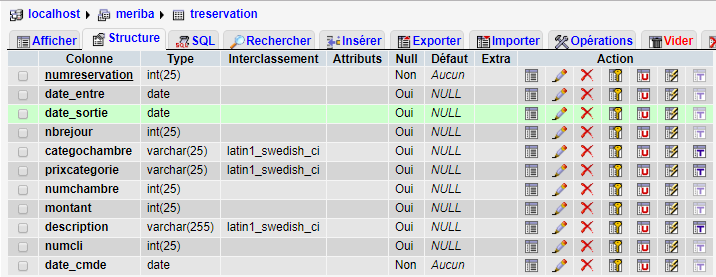 localhost meriba treservation
Afficher Structure SQL Rechercher Insérer Exporter Importer Opérations Vider
Colonne Type Interclassement Attributs Null Défaut Extra Action
numreservation int(25) Non Aucun
date_entre date Oui NULL
date_sortie date Oui NULL
nbrejour int(25) Oui NULL
categochambre varchar(25) latin1_swedish_ci Oui NULL
prixcategorie varchar(25) latin1_swedish_ci Oui NULL
numchambre int(25) Oui NULL
montant int(25) Oui NULL
description varchar(255) latin1_swedish_ci Oui NULL
numcli int(25) Oui NULL
date_cmde date Non Aucun